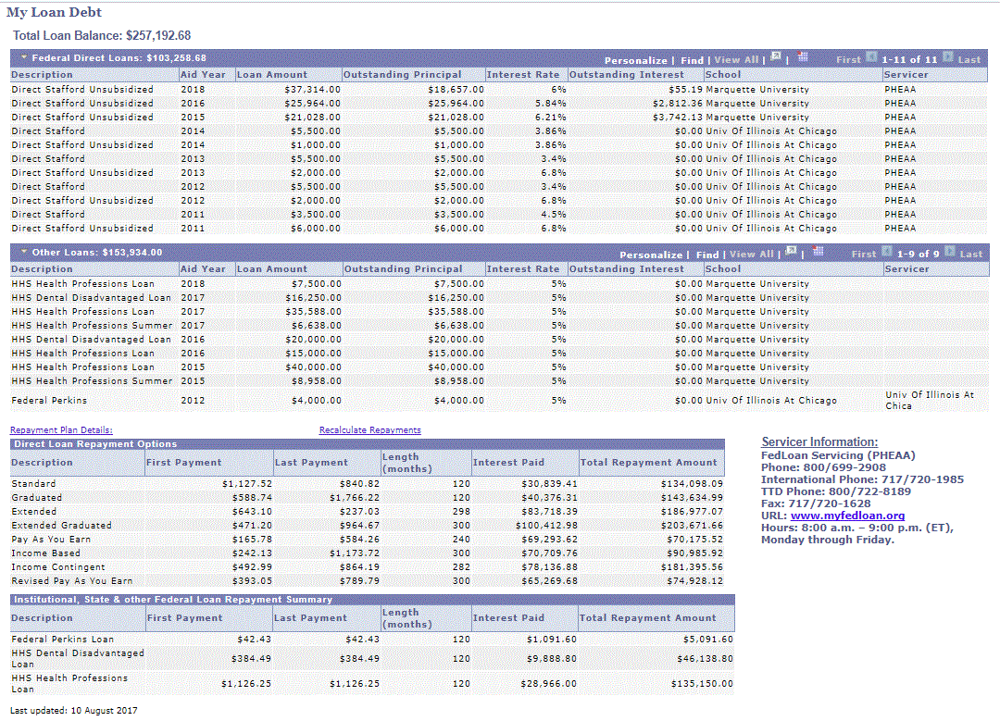 My Loan Debt
Total Loan Balance: $257,192.68
Federal Direct Loans: $103,258.68 Personalize | Find | View All | | First 1-11 of 11 Last
Description Aid Year Loan Amount Outstanding Principal Interest Rate Outstanding Interest School Servicer
Direct Stafford Unsubsidized 2018 $37,314.00 $18,657.00 6% $55.19 Marquette University PHEAA
Direct Stafford Unsubsidized 2016 $25,964.00 $25,964.00 5.84% $2,812.36 Marquette University PHEAA
Direct Stafford Unsubsidized 2015 $21,028.00 $21,028.00 6.21% $3,742.13 Marquette University PHEAA
Direct Stafford 2014 $5,500.00 $5,500.00 3.86% $0.00 Univ Of Illinois At Chicago PHEAA
Direct Stafford Unsubsidized 2014 $1,000.00 $1,000.00 3.86% $0.00 Univ Of Illinois At Chicago PHEAA
Direct Stafford 2013 $5,500.00 $5,500.00 3.4% $0.00 Univ Of Illinois At Chicago PHEAA
Direct Stafford Unsubsidized 2013 $2,000.00 $2,000.00 6.8% $0.00 Univ Of Illinois At Chicago PHEAA
Direct Stafford 2012 $5,500.00 $5,500.00 3.4% $0.00 Univ Of Illinois At Chicago PHEAA
Direct Stafford Unsubsidized 2012 $2,000.00 $2,000.00 6.8% $0.00 Univ Of Illinois At Chicago PHEAA
Direct Stafford 2011 $3,500.00 $3,500.00 4.5% $0.00 Univ Of Illinois At Chicago PHEAA
Direct Stafford Unsubsidized 2011 $6,000.00 $6,000.00 6.8% $0.00 Univ Of Illinois At Chicago PHEAA
Other Loans: $153,934.00 Personalize | Find | View All | | First 1-9 of 9 Last
Description Aid Year Loan Amount Outstanding Principal Interest Rate Outstanding Interest School Servicer
HHS Health Professions Loan 2018 $7,500.00 $7,500.00 5% $0.00 Marquette University
HHS Dental Disadvantaged Loan 2017 $16,250.00 $16,250.00 5% $0.00 Marquette University
HHS Health Professions Loan 2017 $35,588.00 $35,588.00 5% $0.00 Marquette University
HHS Health Professions Summer 2017 $6,638.00 $6,638.00 5% $0.00 Marquette University
HHS Dental Disadvantaged Loan 2016 $20,000.00 $20,000.00 5% $0.00 Marquette University
HHS Health Professions Loan 2016 $15,000.00 $15,000.00 5% $0.00 Marquette University
HHS Health Professions Loan 2015 $40,000.00 $40,000.00 5% $0.00 Marquette University
HHS Health Professions Summer 2015 $8,958.00 $8,958.00 5% $0.00 Marquette University
Federal Perkins 2012 $4,000.00 $4,000.00 5% $0.00 Univ Of Illinois At Chicago Univ Of Illinois At
Chica
Repayment Plan Details: Recalculate Repayments
Direct Loan Repayment Options
Description First Payment Last Payment Length (months) Interest Paid Total Repayment Amount
Standard $1,127.52 $840.82 120 $30,839.41 $134,098.09
Graduated $588.74 $1,766.22 120 $40,376.31 $143,634.99
Extended $643.10 $237.03 298 $83,718.39 $186,977.07
Extended Graduated $471.20 $964.67 300 $100,412.98 $203,671.66
Pay As You Earn $165.78 $584.26 240 $69,293.62 $70,175.52
Income Based $242.13 $1,173.72 300 $70,709.76 $90,985.92
Income Contingent $492.99 $864.19 282 $78,136.88 $181,395.56
Revised Pay As You Earn $393.05 $789.79 300 $65,269.68 $74,928.12
Servicer Information:
FedLoan Servicing (PHEAA)
Phone: 800/699-2908
International Phone: 717/720-1985
TTD Phone: 800/722-8189
Fax: 717/720-1628
URL: www.myfedloan.org
Hours: 8:00 a.m. – 9:00 p.m. (ET),
Monday through Friday.
Institutional, State & other Federal Loan Repayment Summary
Description First Payment Last Payment Length (months) Interest Paid Total Repayment Amount
Federal Perkins Loan $42.43 $42.43 120 $1,091.60 $5,091.60
HHS Dental Disadvantaged
Loan $384.49 $384.49 120 $9,888.80 $46,138.80
HHS Health Professions
Loan $1,126.25 $1,126.25 120 $28,966.00 $135,150.00
Last updated: 10 August 2017